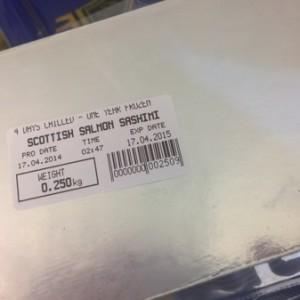 4 DAYS CHILLED - ONE YEAR FROZEN
SCOTTISH SALMON SASHIMI
PRO DATE TIME EXP DATE
17.04.2014 02:47 17.04.2015
WEIGHT
0.250kg
0000000002509